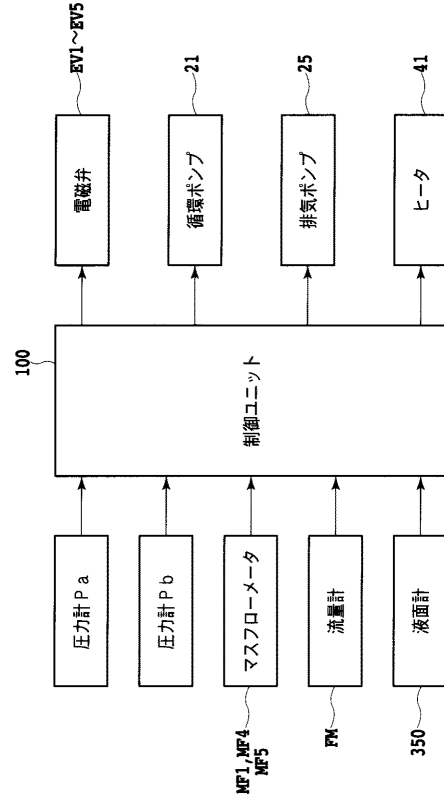 100
圧力計Pa
圧力計Pb
マスフローメータ
MF1,MF4
MF5
流量計
FM
液面計
350
制御ユニット
電磁弁
EV1~EV5
循環ポンプ
21
排気ポンプ
25
ヒータ
41